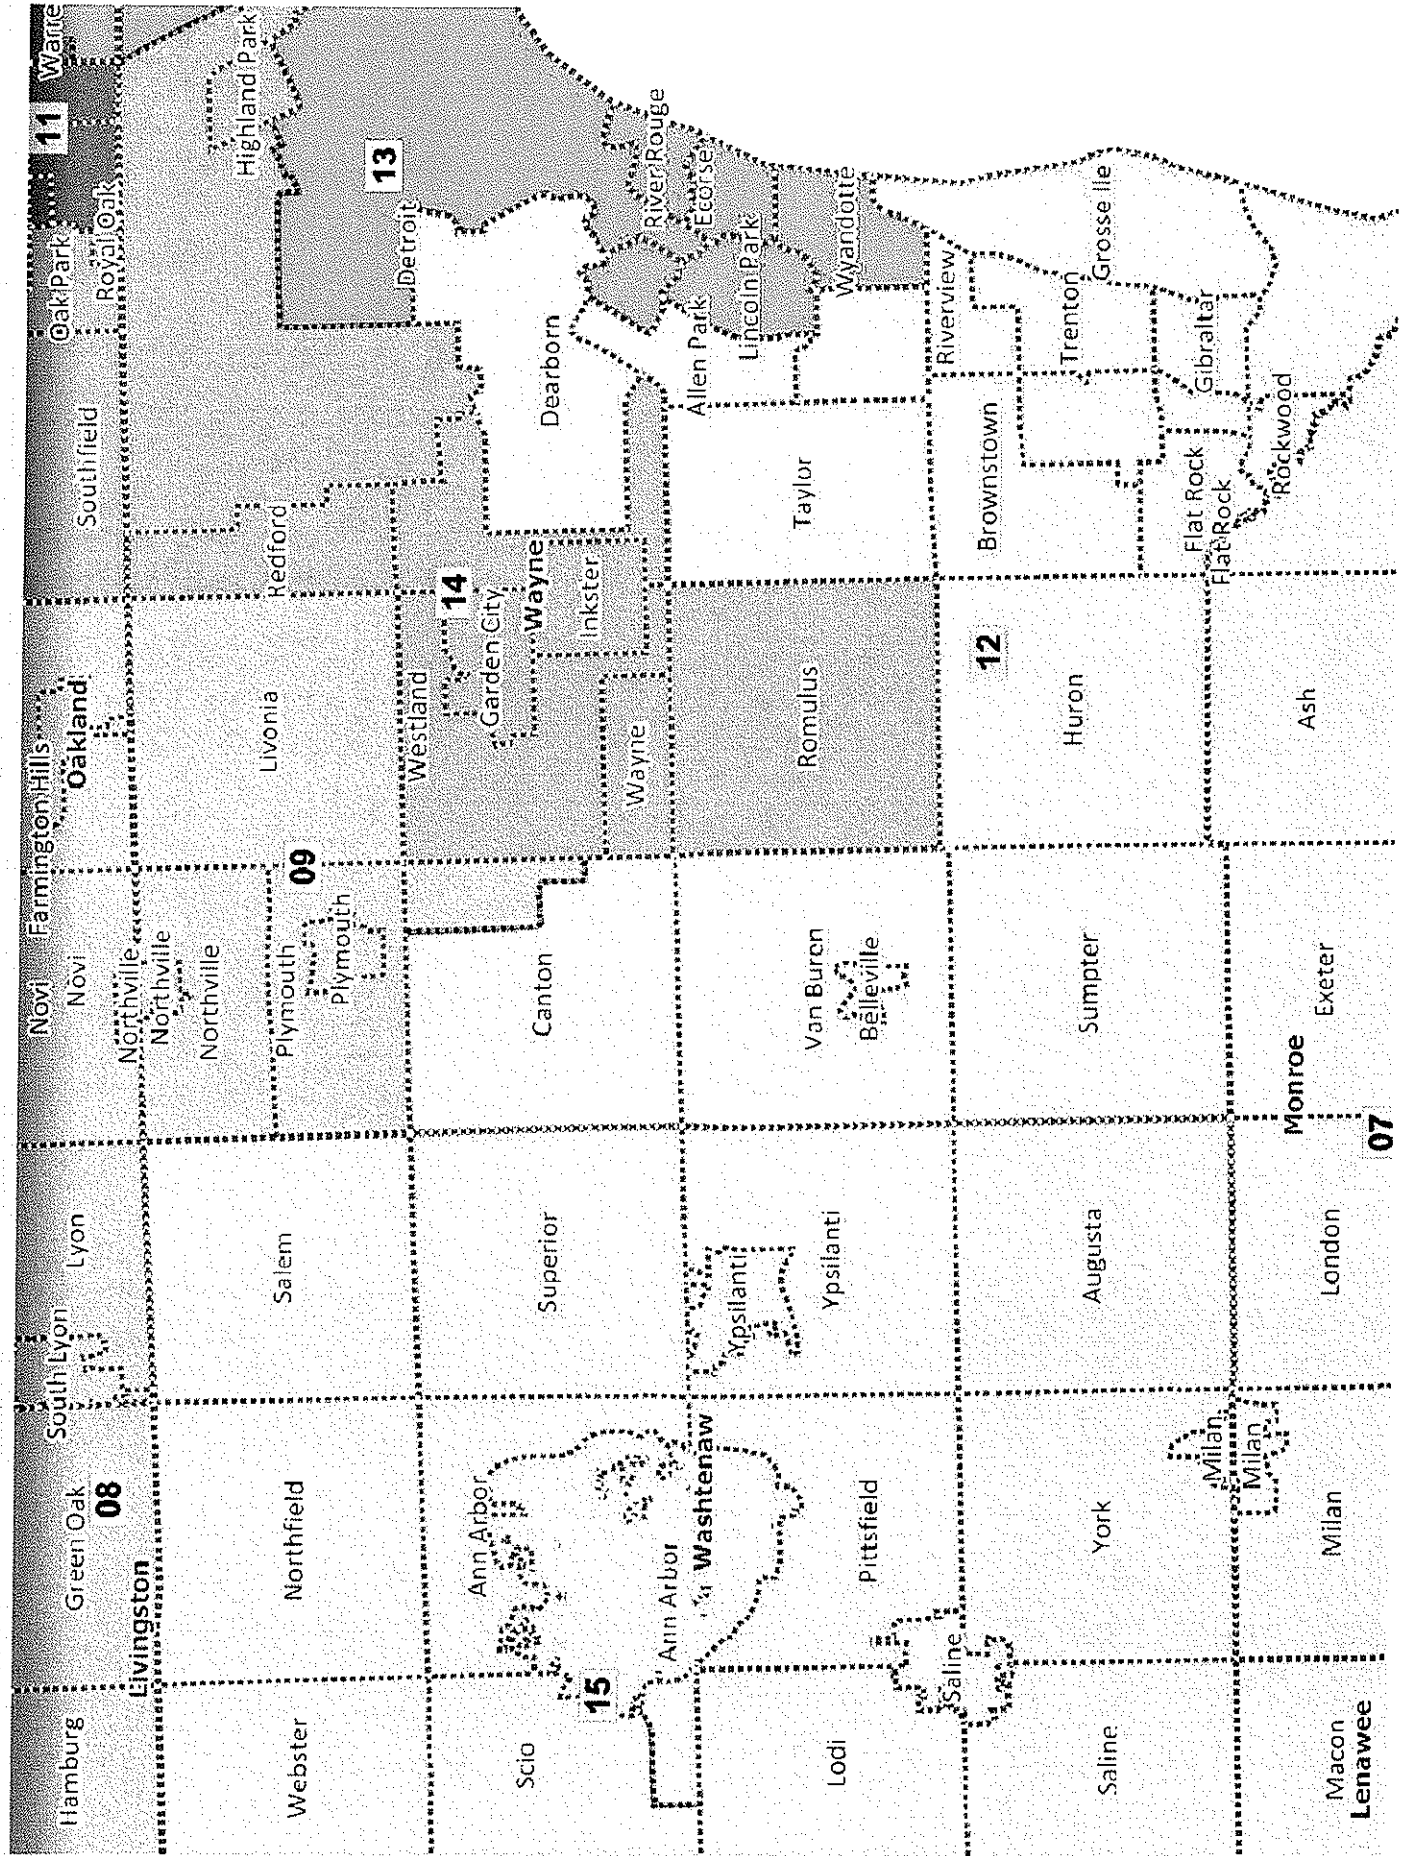 Novi
Farmington Hills
11
Warre
Hamburg
Green Oak
South Lyon
Lyon
Novi
Oakland
Southfield
Oak Park
Royal Oak
08
Livingston
Northville
Northville
Northville
Webster
Northfield
Salem
Plymouth
Plymouth
09
Livonia
Redford
Highland Park
13
Detroit
Scio
15
Ann Arbor
Ann Arbor
Washtenaw
Superior
Canton
Westland
14
Garden City
Wayne
Inkster
Wayne
Dearborn
River Rouge
Ecorse
Lincoln Park
Allen Park
Wyandotte
Lodi
Saline
Pittsfield
Ypsilanti
Ypsilanti
Van Buren
Belleville
Romulus
Taylor
Riverview
Saline
York
Augusta
Sumpter
Huron
12
Brownstown
Trenton
Grosse Ile
Gibraltar
Flat Rock
Flat Rock
Rockwood
Milan
Milan
Macon
Lenawee
Milan
London
Monroe
07
Exeter
Ash